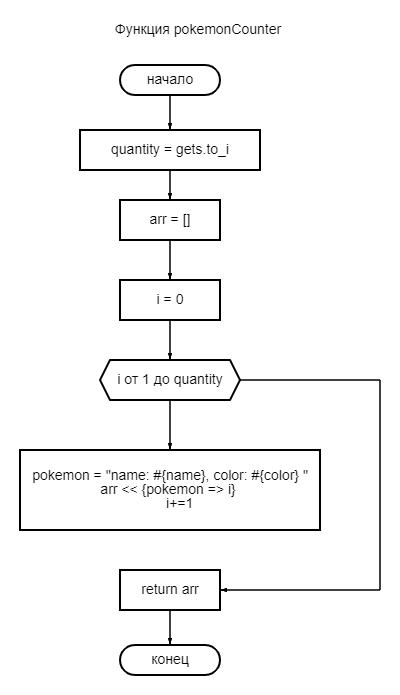 Функция pokemonCounter
начало
quantity = gets.to_i
arr = []
i = 0
i от 1 до quantity
pokemon = "name: #{name}, color: #{color} "
arr << {pokemon => i}
i+=1
return arr
конец